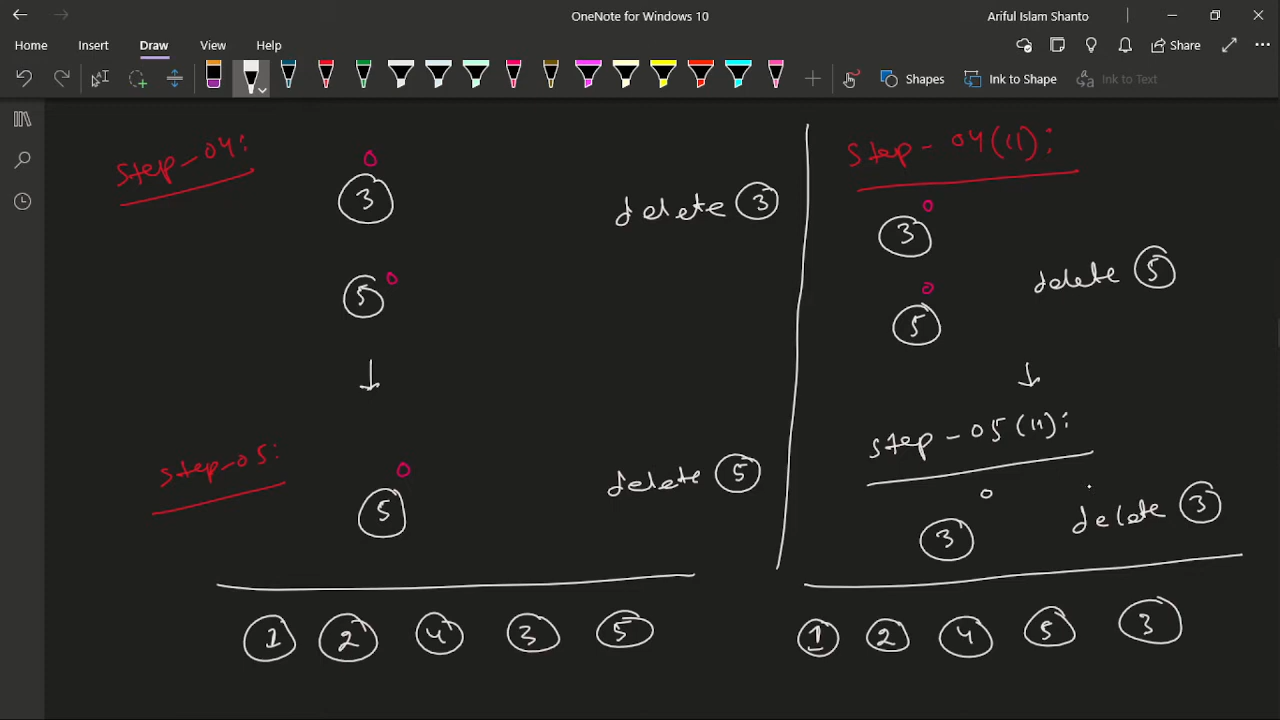 OneNote for Windows 10
Ariful Islam Shanto
Home Insert Draw View Help
Share
Shapes Ink to Shape Ink to Text
Step-04:
0
3
delete 3
0
5
Step-05:
0
5
delete 5
1 2 4 3 5
Step-04(11):
0
3
0
5
delete 5
Step-05(11):
0
3
delete 3
1 2 4 5 3